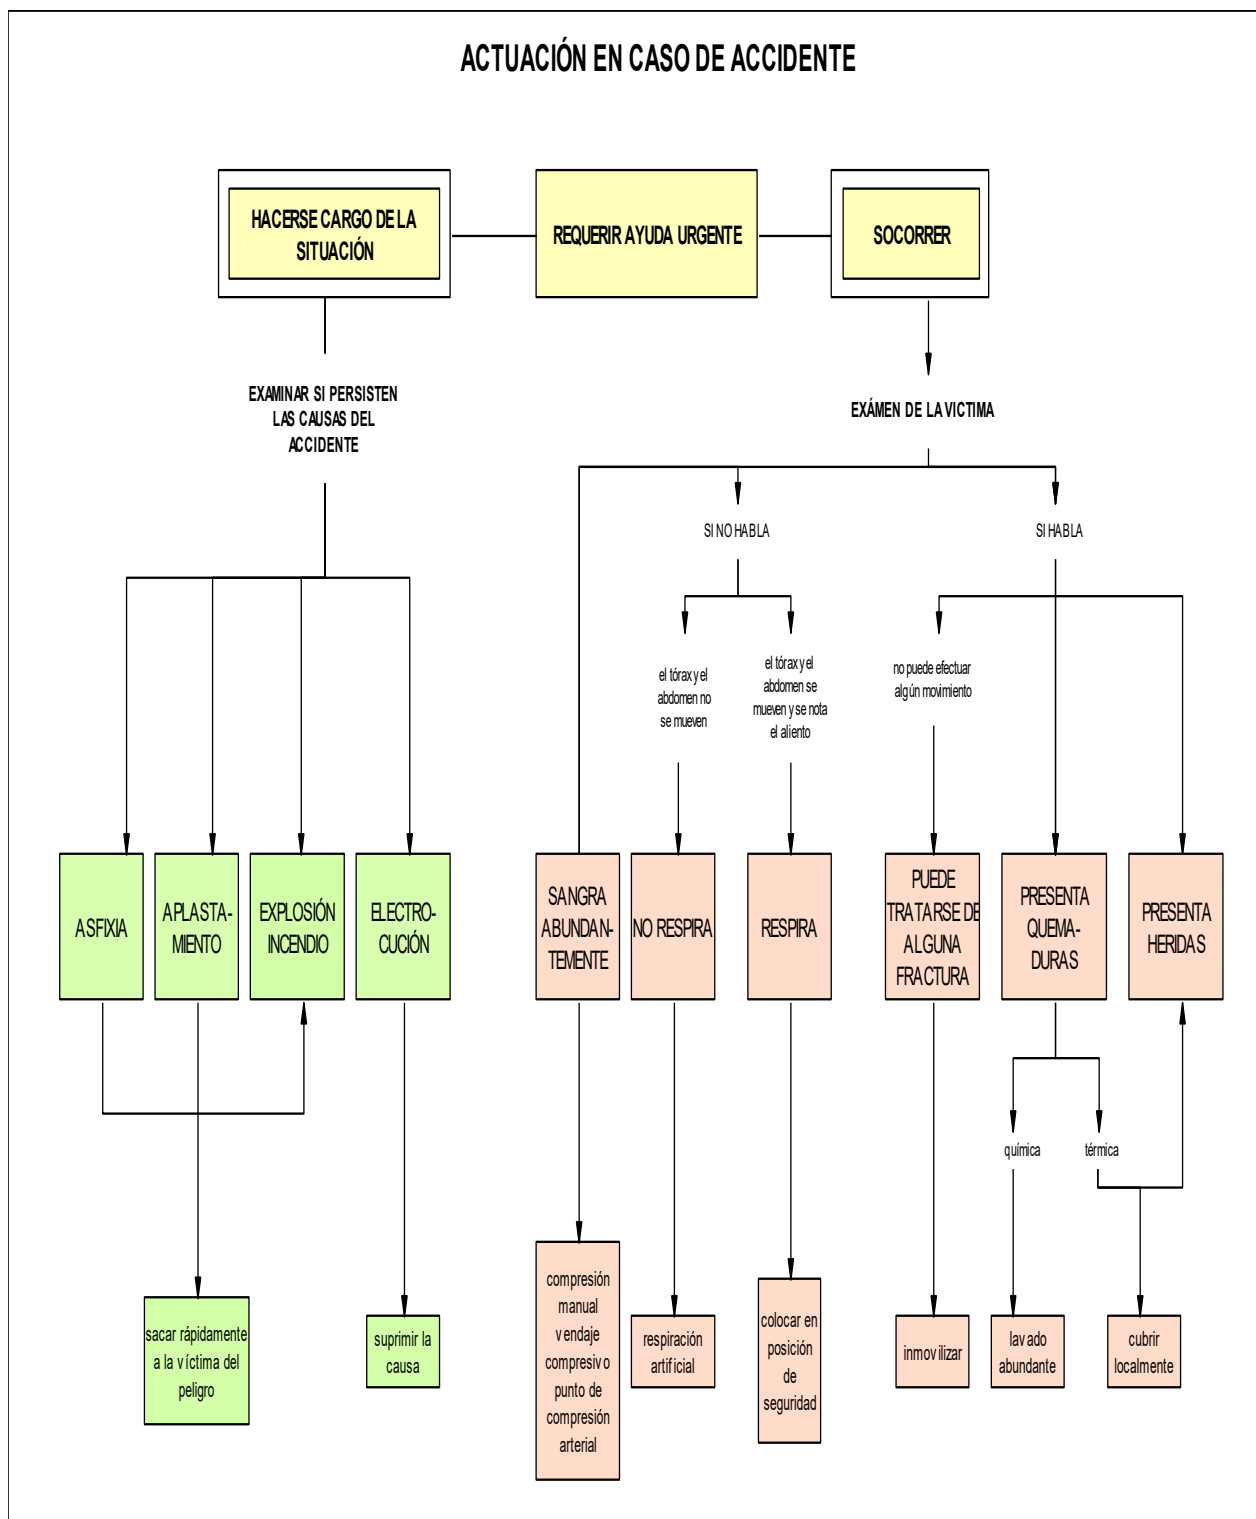 ACTUACIÓN EN CASO DE ACCIDENTE
HACERSE CARGO DE LA
SITUACIÓN
REQUERIR AYUDA URGENTE
SOCORRER
EXAMINAR SI PERSISTEN
LAS CAUSAS DEL
ACCIDENTE
EXÁMEN DE LA VICTIMA
SI NO HABLA
SI HABLA
el tórax y el
abdomen no
se mueven
el tórax y el
abdomen se
mueven y se nota
el aliento
no puede efectuar
algún movimiento
ASFIXIA
APLASTA-
MIENTO
EXPLOSIÓN
INCENDIO
ELECTRO-
CUCIÓN
SANGRA
ABUNDAN-
TEMENTE
NO RESPIRA
RESPIRA
PUEDE
TRATARSE DE
ALGUNA
FRACTURA
PRESENTA
QUEMA-
DURAS
PRESENTA
HERIDAS
química
térmica
sacar rápidamente
a la víctima del
peligro
suprimir la
causa
compresión
manual
vendaje
compresivo
punto de
compresión
arterial
respiración
artificial
colocar en
posición
de
seguridad
inmovilizar
lavado
abundante
cubrir
localmente